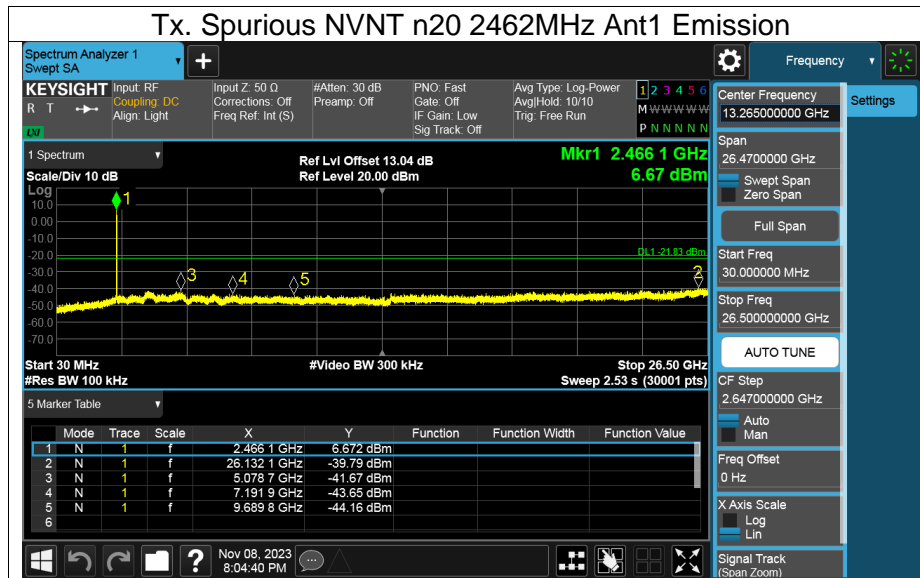 Tx. Spurious NVNT n20 2462MHz Ant1 Emission
Spectrum Analyzer 1
Swept SA
+
Frequency
KEYSIGHT
R T
LXI
Input: RF
Coupling: DC
Align: Light
Input Z: 50 Ω
Corrections: Off
Freq Ref: Int (S)
#Atten: 30 dB
Preamp: Off
PNO: Fast
Gate: Off
IF Gain: Low
Sig Track: Off
Avg Type: Log-Power
Avg|Hold: 10/10
Trig: Free Run
1 2 3 4 5 6
M W W W W W
P N N N N N
1 Spectrum
Scale/Div 10 dB
Ref Lvl Offset 13.04 dB
Ref Level 20.00 dBm
Mkr1 2.466 1 GHz
6.67 dBm
Log
10.0
0.00
-10.0
-20.0
-30.0
-40.0
-50.0
-60.0
-70.0
1
3
4
5
2
DL1 -21.83 dBm
Start 30 MHz
#Res BW 100 kHz
#Video BW 300 kHz
Stop 26.50 GHz
Sweep 2.53 s (30001 pts)
5 Marker Table
Mode Trace Scale X Y Function Function Width Function Value
1 N 1 f 2.466 1 GHz 6.672 dBm
2 N 1 f 26.132 1 GHz -39.79 dBm
3 N 1 f 5.078 7 GHz -41.67 dBm
4 N 1 f 7.191 9 GHz -43.65 dBm
5 N 1 f 9.689 8 GHz -44.16 dBm
6
Nov 08, 2023
8:04:40 PM
?
Center Frequency
13.265000000 GHz
Settings
Span
26.4700000 GHz
Swept Span
Zero Span
Full Span
Start Freq
30.000000 MHz
Stop Freq
26.500000000 GHz
AUTO TUNE
CF Step
2.647000000 GHz
Auto
Man
Freq Offset
0 Hz
X Axis Scale
Log
Lin
Signal Track
(Span Zoom)